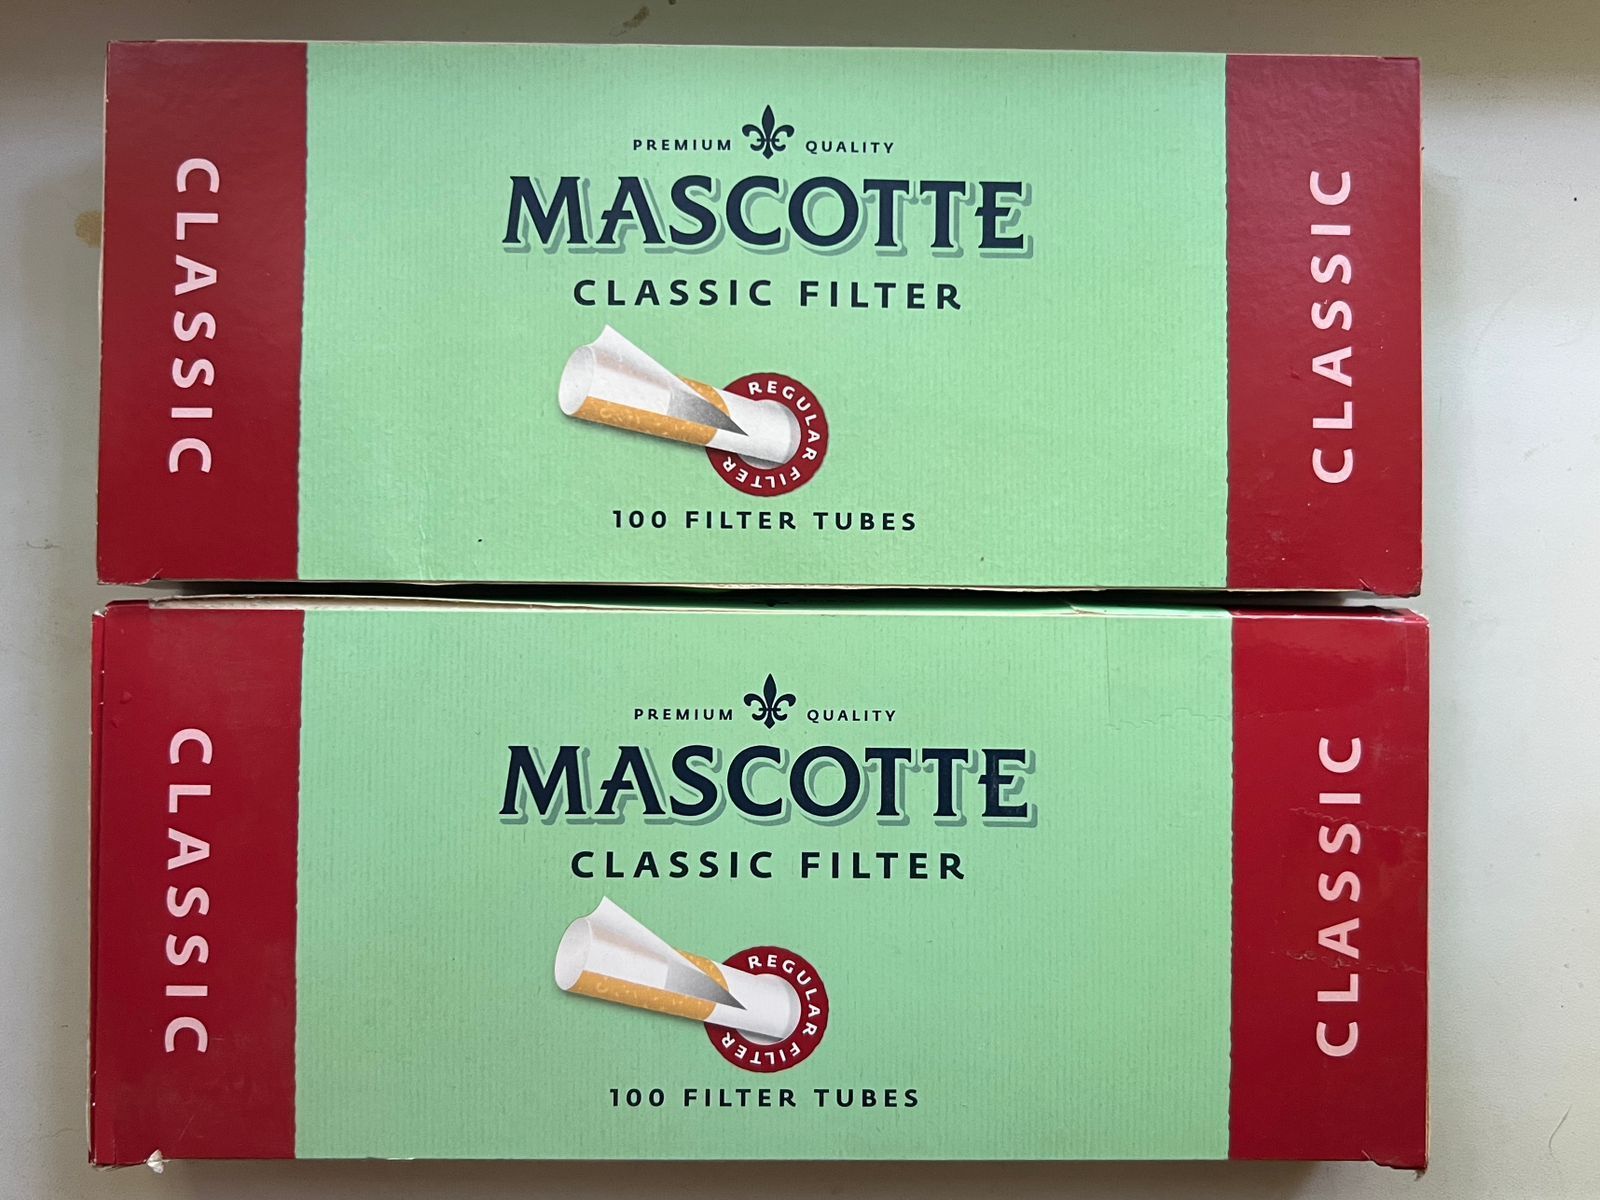 CLASSIC
PREMIUM QUALITY
MASCOTTE
CLASSIC FILTER
REGULAR FILTER
100 FILTER TUBES
CLASSIC
CLASSIC
PREMIUM QUALITY
MASCOTTE
CLASSIC FILTER
REGULAR FILTER
100 FILTER TUBES
CLASSIC